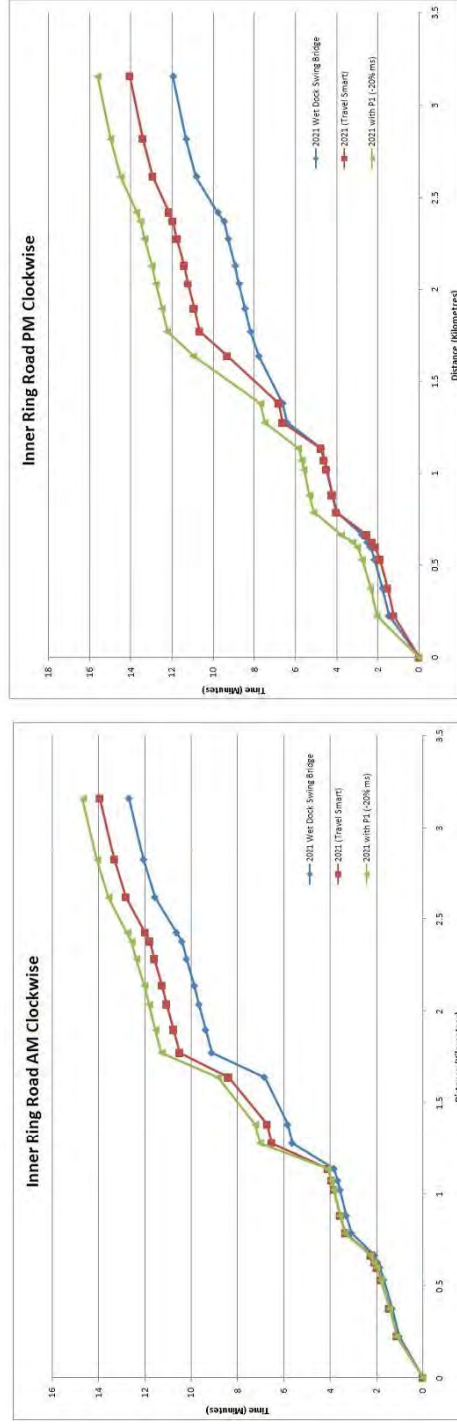 Inner Ring Road AM Clockwise
16
14
12
10
8
6
4
2
0
Time (Minutes)
2021 Wet Dock Swing Bridge
2021 (Travel Smart)
2021 with P1 (-20% ms)
0 0.5 1 1.5 2 2.5 3 3.5
Inner Ring Road PM Clockwise
18
16
14
12
10
8
6
4
2
0
Time (Minutes)
2021 Wet Dock Swing Bridge
2021 (Travel Smart)
2021 with P1 (-20% ms)
0 0.5 1 1.5 2 2.5 3 3.5
Distance (Kilometres)